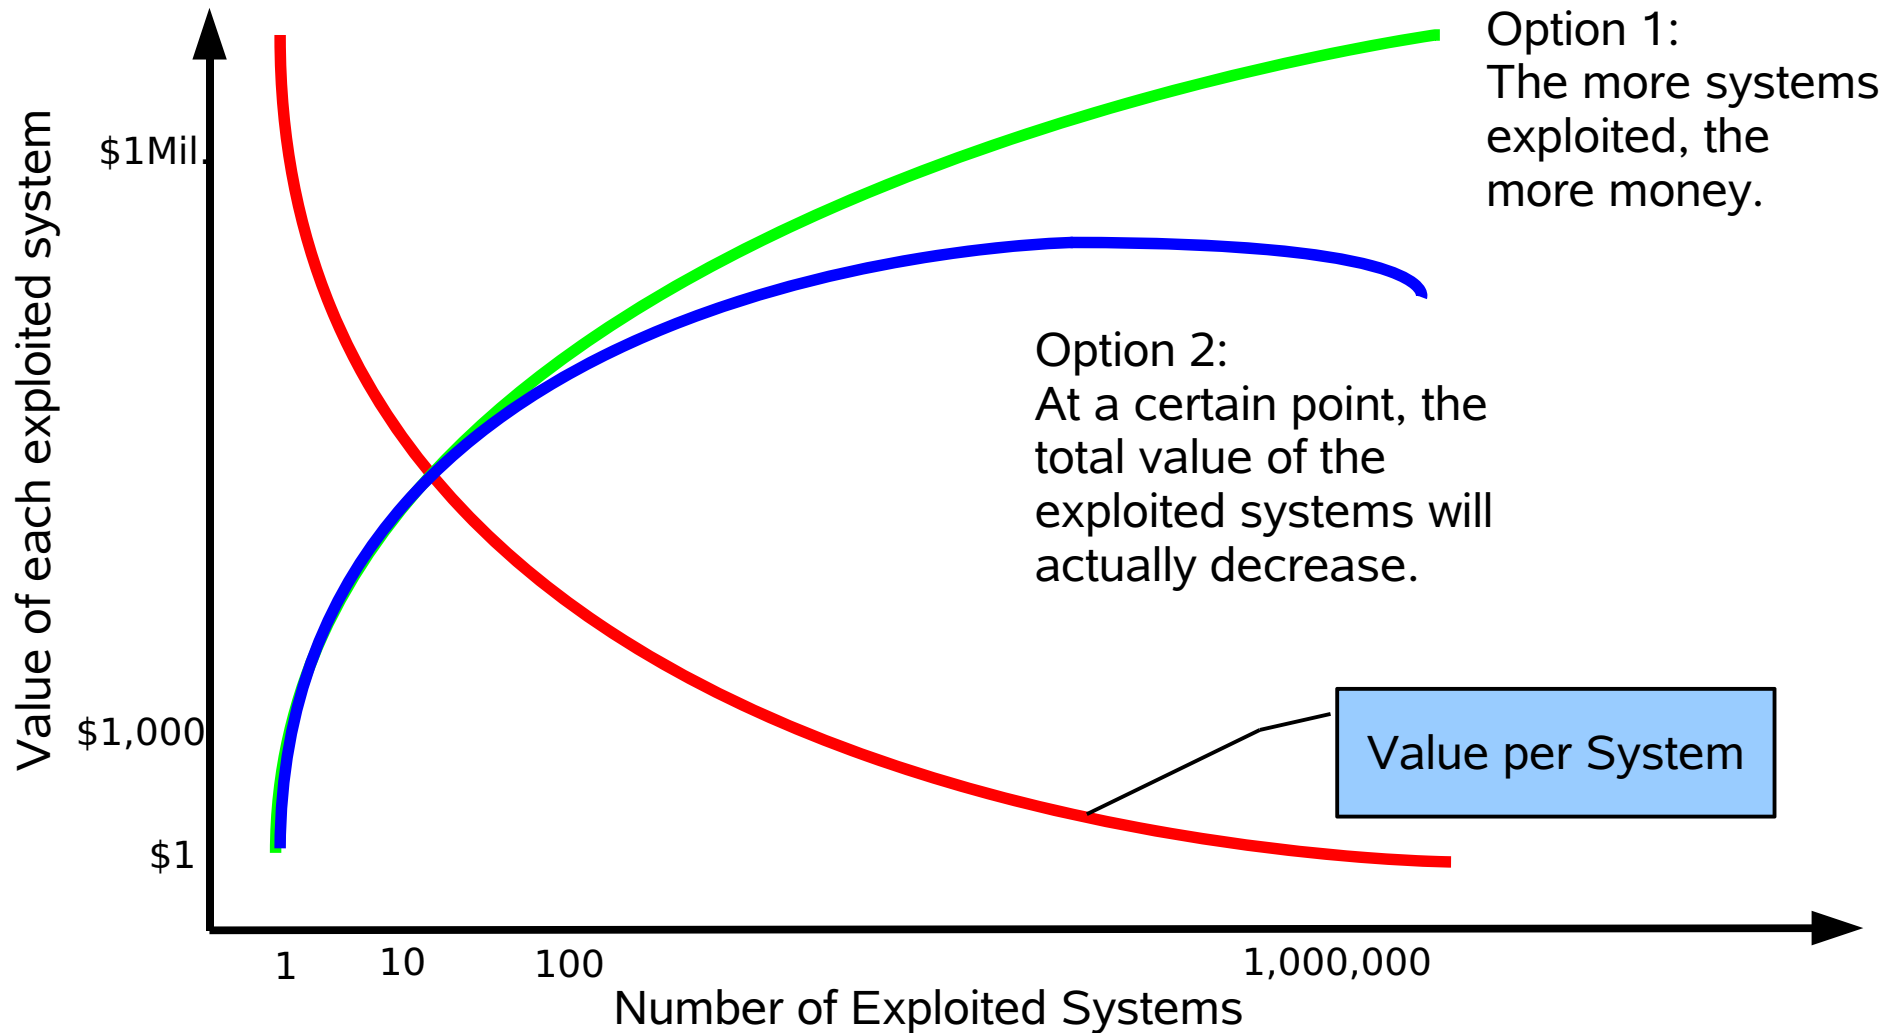 Option 1:
The more systems
exploited, the
more money.
Value of each exploited system
$1Mil.
Option 2:
At a certain point, the
total value of the
exploited systems will
actually decrease.
$1,000
Value per System
$1
1
10
100
1,000,000
Number of Exploited Systems